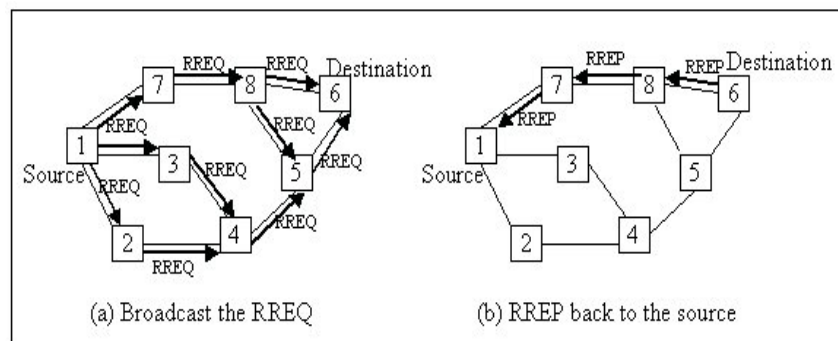 RREQ
RREQ
Destination
7
8
6
RREQ
RREQ
1
3
RREQ
5
RREQ
Source
RREQ
4
RREQ
2
RREQ
(a) Broadcast the RREQ
RREP
Destination
RREP
7
8
6
RREP
1
3
5
Source
4
2
(b) RREP back to the source